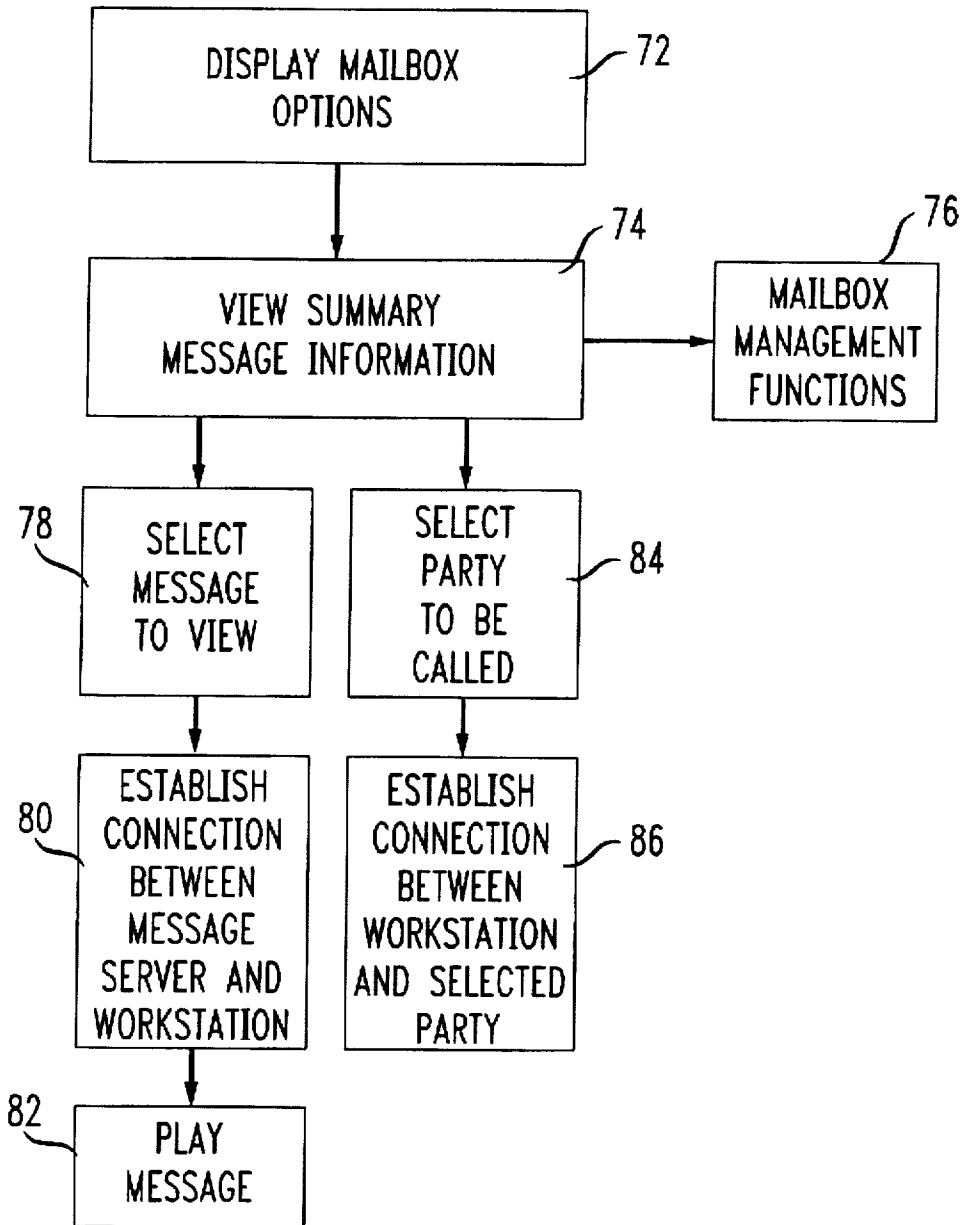 DISPLAY MAILBOX
OPTIONS
72
74
VIEW SUMMARY
MESSAGE INFORMATION
76
MAILBOX
MANAGEMENT
FUNCTIONS
78
SELECT
MESSAGE
TO VIEW
SELECT
PARTY
TO BE
CALLED
84
80
ESTABLISH
CONNECTION
BETWEEN
MESSAGE
SERVER AND
WORKSTATION
ESTABLISH
CONNECTION
BETWEEN
WORKSTATION
AND SELECTED
PARTY
86
82
PLAY
MESSAGE